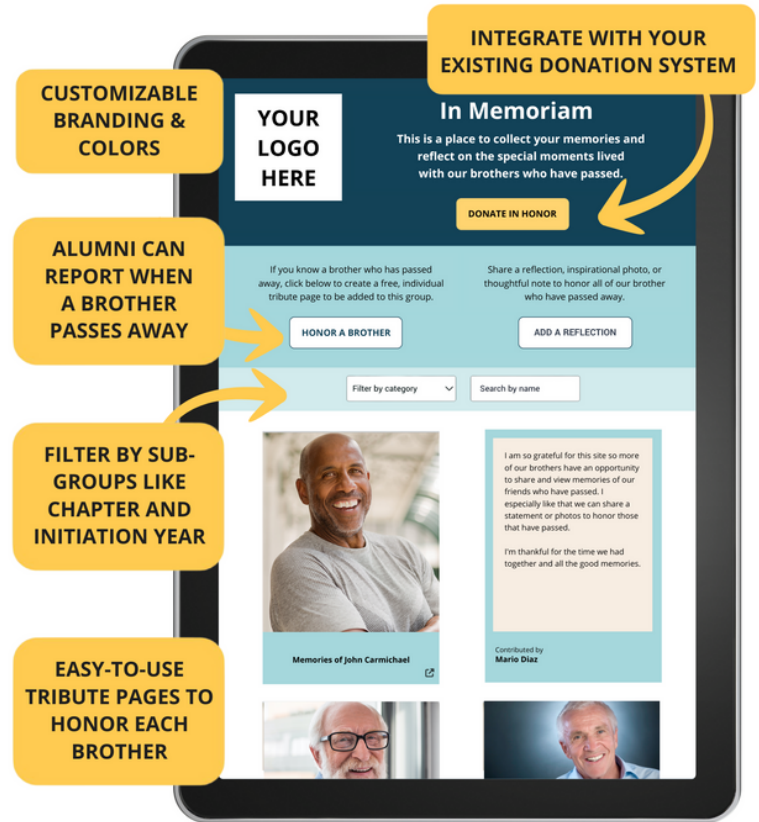 INTEGRATE WITH YOUR
EXISTING DONATION SYSTEM
CUSTOMIZABLE
BRANDING &
COLORS
YOUR
LOGO
HERE
In Memoriam
This is a place to collect your memories and
reflect on the special moments lived
with our brothers who have passed.
DONATE IN HONOR
ALUMNI CAN
REPORT WHEN
A BROTHER
PASSES AWAY
If you know a brother who has passed
away, click below to create a free, individual
tribute page to be added to this group.
HONOR A BROTHER
Share a reflection, inspirational photo, or
thoughtful note to honor all of our brother
who have passed away.
ADD A REFLECTION
Filter by category
Search by name
FILTER BY SUB-
GROUPS LIKE
CHAPTER AND
INITIATION YEAR
I am so grateful for this site so more
of our brothers have an opportunity
to share and view memories of our
friends who have passed. I
especially like that we can share a
statement or photos to honor those
that have passed.
I'm thankful for the time we had
together and all the good memories.
Memories of John Carmichael
Contributed by
Mario Diaz
EASY-TO-USE
TRIBUTE PAGES TO
HONOR EACH
BROTHER